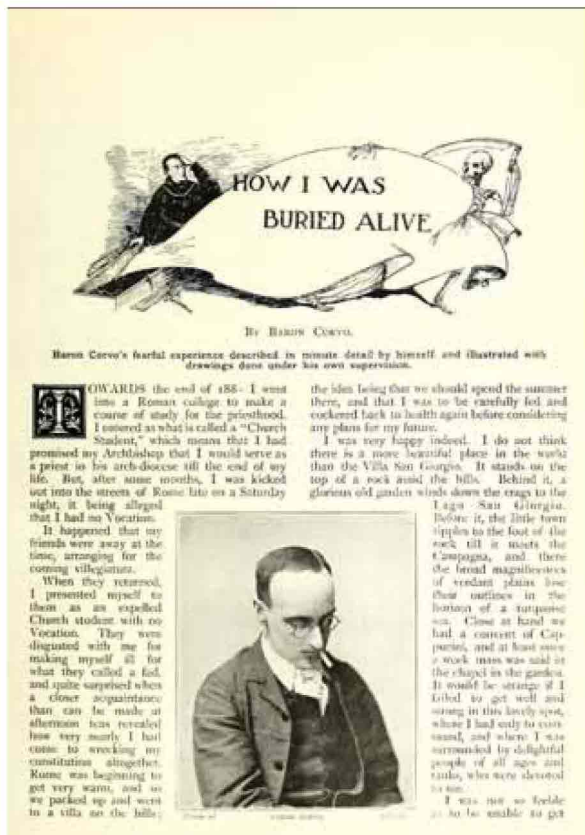 HOW I WAS
BURIED ALIVE
BY BARON CORVO.
Baron Corvo's fearful experience described in minute detail by himself and illustrated with
drawings done under his own supervision.
TOWARDS the end of 188- I went
into a Roman college to make a
course of study for the priesthood.
I entered as what is called a "Church
Student," which means that I had
promised my Archbishop that I would serve as
a priest in his arch-diocese till the end of my
life. But, after some months, I was kicked
out into the streets of Rome late on a Saturday
night, it being alleged
that I had no Vocation.
It happened that my
friends were away at the
time, arranging for the
coming villegiatura.
When they returned,
I presented myself to
them as an expelled
Church student with no
Vocation. They were
disgusted with me for
making myself ill for
what they called a fad,
and quite surprised when
a closer acquaintance
than can be made at
afternoon teas revealed
how very nearly I had
come to wrecking my
constitution altogether.
Rome was beginning to
get very warm, and so
we packed up and went
to a villa on the hills;
the idea being that we should spend the summer
there, and that I was to be carefully fed and
cockered back to health again before considering
any plans for my future.
I was very happy indeed. I do not think
there is a more beautiful place in the world
than the Villa San Giorgio. It stands on the
top of a rock amid the hills. Behind it, a
glorious old garden winds down the crags to the
Lago San Giorgio.
Before it, the little town
ripples to the foot of the
rock till it meets the
Campagna, and there
the broad magnificences
of verdant plains lose
their outlines in the
horizon of a turquoise
sea. Close at hand we
had a convent of Cap-
puccini, and at least once
a week mass was said in
the chapel in the garden.
It would be strange if I
failed to get well and
strong in this lovely spot,
where I had only to com-
mand, and where I was
surrounded by delightful
people of all ages and
ranks, who were devoted
to me.
I was not so feeble
as to be unable to get
BARON CORVO